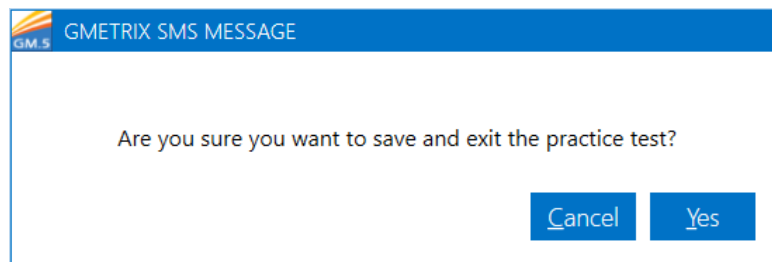 GM.5 GMETRIX SMS MESSAGE
Are you sure you want to save and exit the practice test?
Cancel Yes